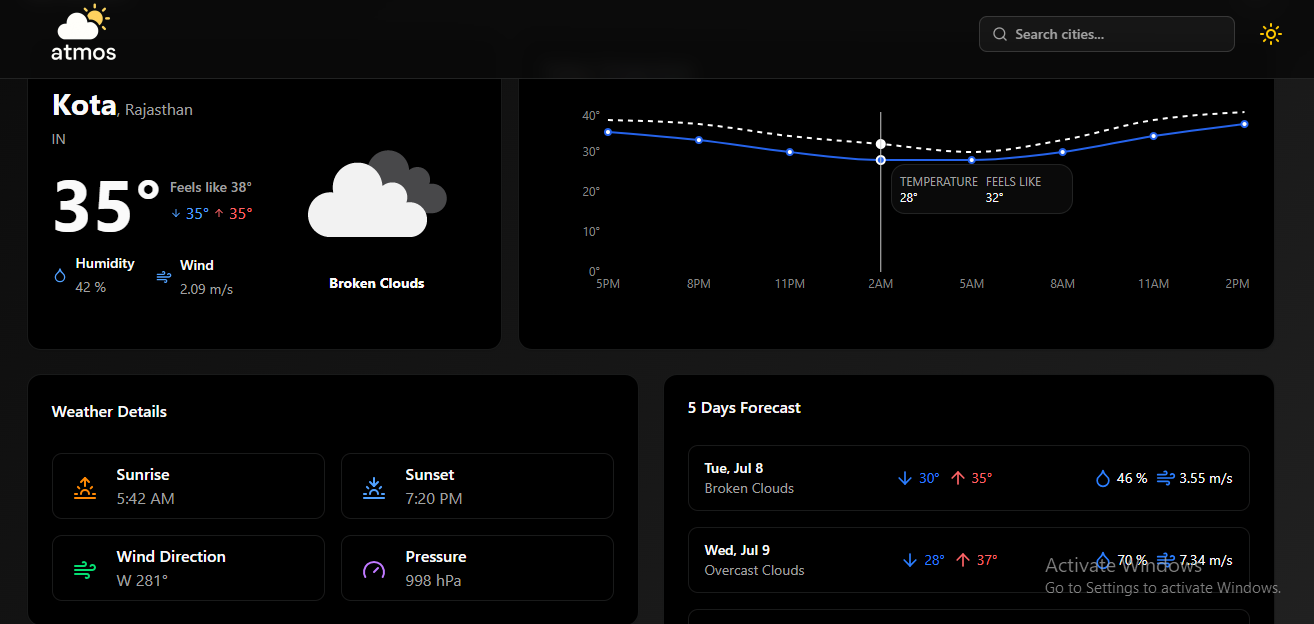 atmos
Search cities...
Kota, Rajasthan
IN
35°
Feels like 38°
35° 35°
Humidity
42 %
Wind
2.09 m/s
Broken Clouds
40°
30°
20°
10°
0°
TEMPERATURE FEELS LIKE
28° 32°
5PM 8PM 11PM 2AM 5AM 8AM 11AM 2PM
Weather Details
Sunrise
5:42 AM
Sunset
7:20 PM
Wind Direction
W 281°
Pressure
998 hPa
5 Days Forecast
Tue, Jul 8
Broken Clouds
30° 35° 46 % 3.55 m/s
Wed, Jul 9
Overcast Clouds
28° 37° 70 % 7.34 m/s
Activate Windows
Go to Settings to activate Windows.